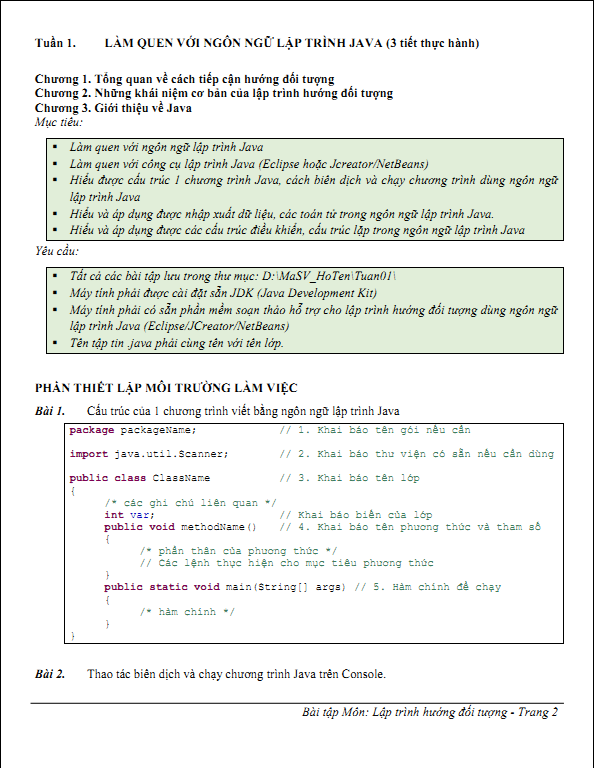 Tuần 1. LÀM QUEN VỚI NGÔN NGỮ LẬP TRÌNH JAVA (3 tiết thực hành)
Chương 1. Tổng quan về cách tiếp cận hướng đối tượng
Chương 2. Những khái niệm cơ bản của lập trình hướng đối tượng
Chương 3. Giới thiệu về Java
Mục tiêu:
▪ Làm quen với ngôn ngữ lập trình Java
▪ Làm quen với công cụ lập trình Java (Eclipse hoặc Jcreator/NetBeans)
▪ Hiểu được cấu trúc 1 chương trình Java, cách biên dịch và chạy chương trình dùng ngôn ngữ
lập trình Java
▪ Hiểu và áp dụng được nhập xuất dữ liệu, các toán tử trong ngôn ngữ lập trình Java.
▪ Hiểu và áp dụng được các cấu trúc điều khiển, cấu trúc lặp trong ngôn ngữ lập trình Java
Yêu cầu:
▪ Tất cả các bài tập lưu trong thư mục: D:\MaSV_HoTen\Tuan01\
▪ Máy tính phải được cài đặt sẵn JDK (Java Development Kit)
▪ Máy tính phải có sẵn phần mềm soạn thảo hỗ trợ cho lập trình hướng đối tượng dùng ngôn ngữ
lập trình Java (Eclipse/JCreator/NetBeans)
▪ Tên tập tin .java phải cùng tên với tên lớp.
PHẦN THIẾT LẬP MÔI TRƯỜNG LÀM VIỆC
Bài 1. Cấu trúc của 1 chương trình viết bằng ngôn ngữ lập trình Java
package packageName; // 1. Khai báo tên gói nếu cần
import java.util.Scanner; // 2. Khai báo thư viện có sẵn nếu cần dùng
public class ClassName // 3. Khai báo tên lớp
{
/* các ghi chú liên quan */
int var; // Khai báo biến của lớp
public void methodName() // 4. Khai báo tên phương thức và tham số
{
/* phần thân của phương thức */
// Các lệnh thực hiện cho mục tiêu phương thức
}
public static void main(String[] args) // 5. Hàm chính để chạy
{
/* hàm chính */
}
}
Bài 2. Thao tác biên dịch và chạy chương trình Java trên Console.
Bài tập Môn: Lập trình hướng đối tượng - Trang 2